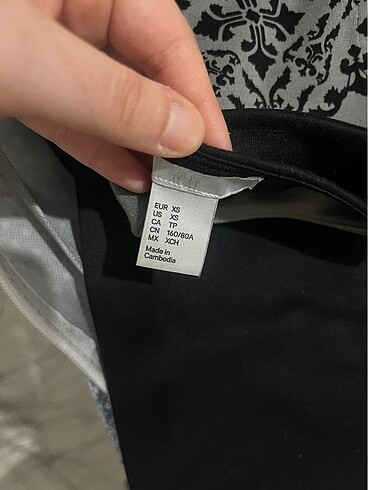 EUR XS
US XS
CA TP
CN 160/80A
MX XCH
Made in
Cambodia